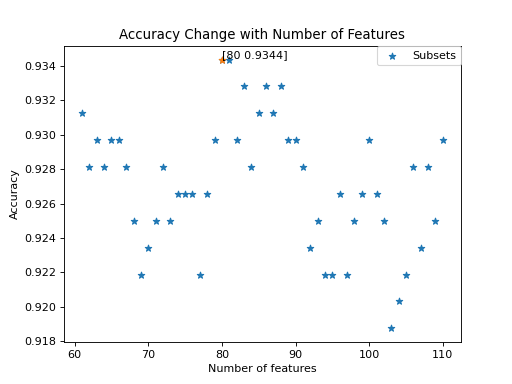 Accuracy Change with Number of Features
[80 0.9344]
Subsets
0.934
0.932
0.930
0.928
0.926
0.924
0.922
0.920
0.918
Accuracy
60 70 80 90 100 110
Number of features